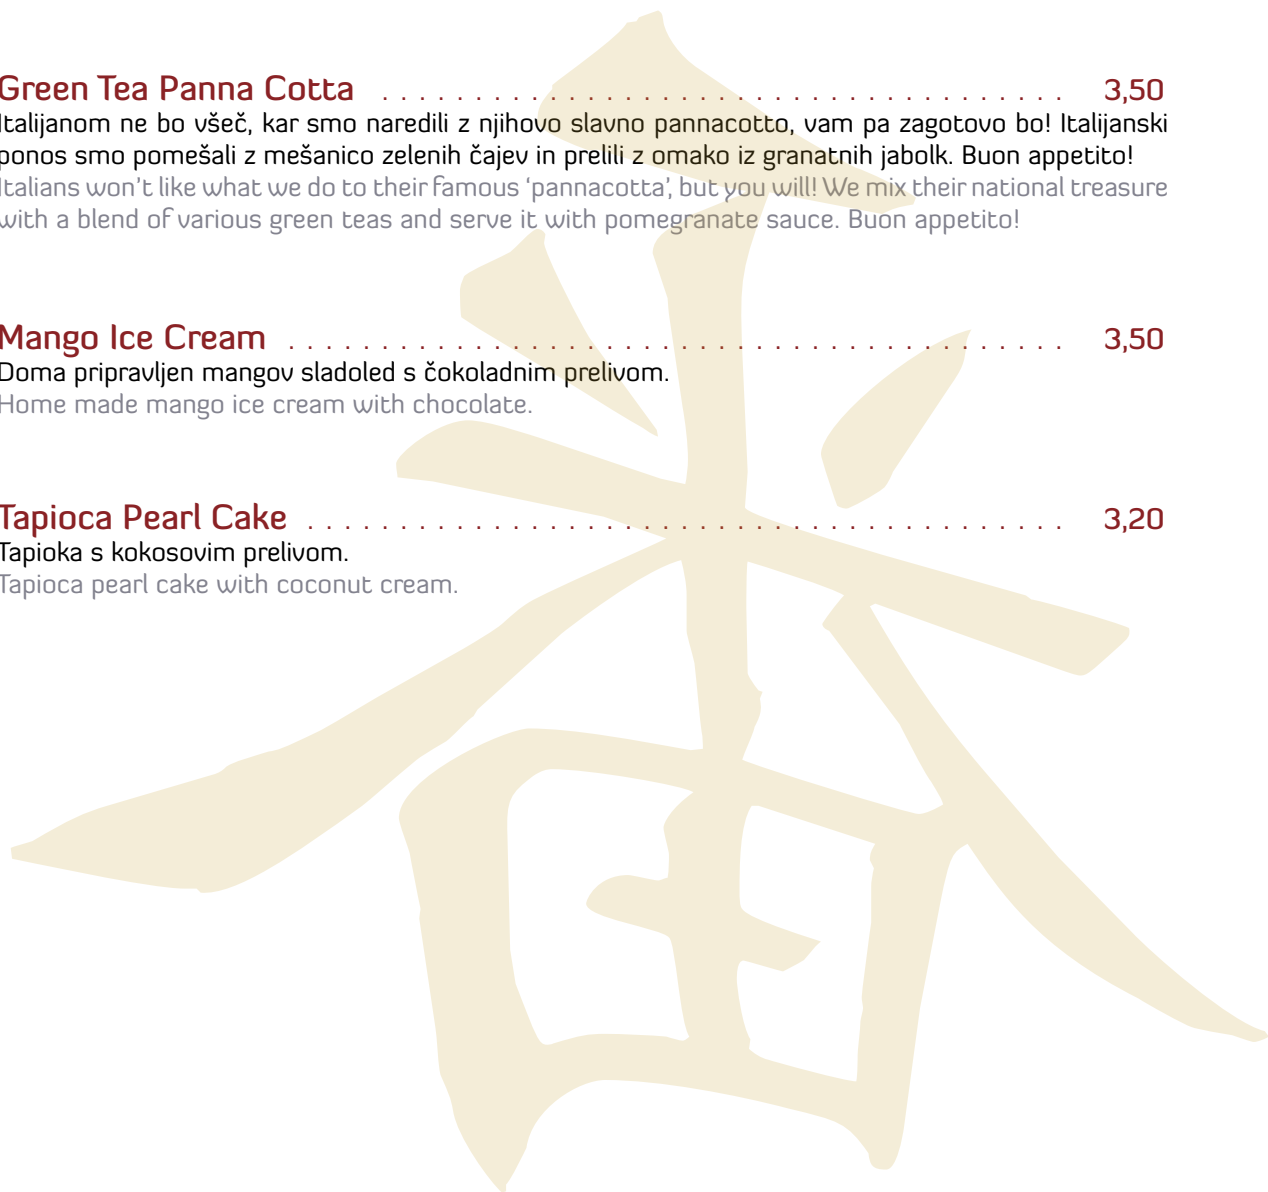 Green Tea Panna Cotta . . . . . . . . . . . . . . . . . . . . . . . . . . . . . . . . . . . . . . 3,50
Italijanom ne bo všeč, kar smo naredili z njihovo slavno pannacotto, vam pa zagotovo bo! Italijanski
ponos smo pomešali z mešanico zelenih čajev in prelili z omako iz granatnih jabolk. Buon appetito!
Italians won't like what we do to their famous ‘pannacotta’, but you will! We mix their national treasure
with a blend of various green teas and serve it with pomegranate sauce. Buon appetito!
Mango Ice Cream . . . . . . . . . . . . . . . . . . . . . . . . . . . . . . . . . . . . . . . . . . . 3,50
Doma pripravljen mangov sladoled s čokoladnim prelivom.
Home made mango ice cream with chocolate.
Tapioca Pearl Cake . . . . . . . . . . . . . . . . . . . . . . . . . . . . . . . . . . . . . . . . . . 3,20
Tapioka s kokosovim prelivom.
Tapioca pearl cake with coconut cream.
番